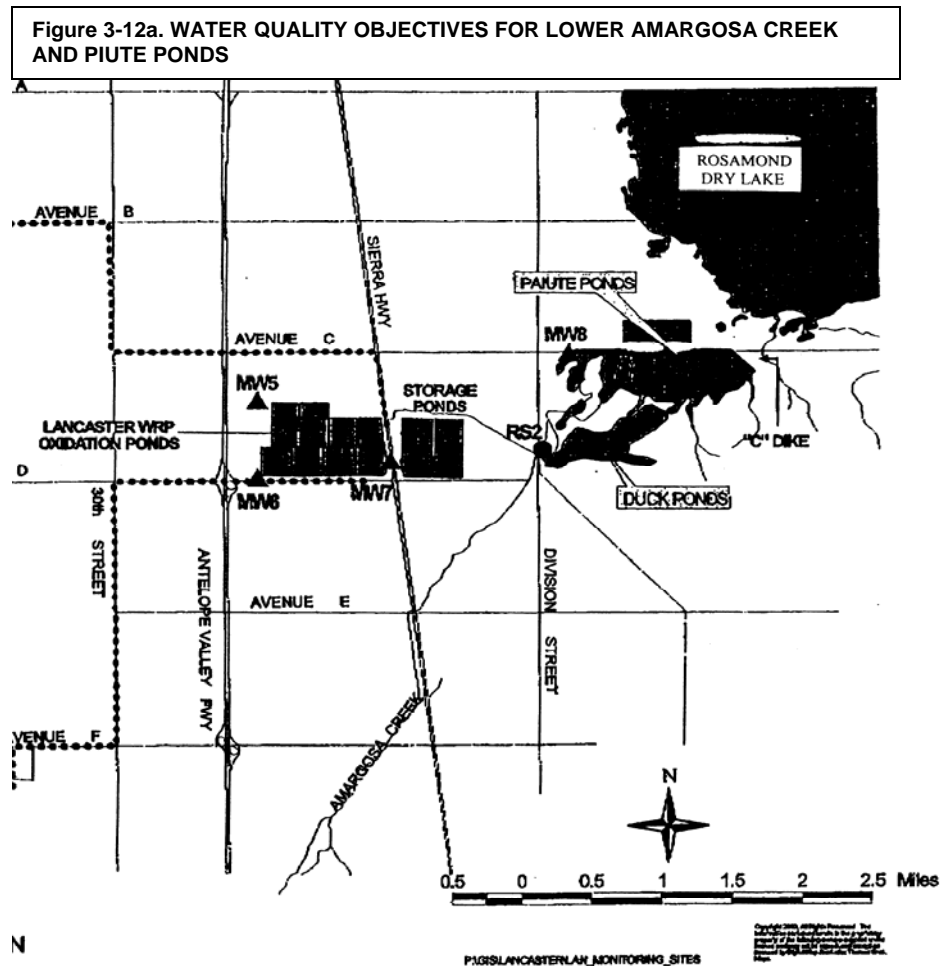 Figure 3-12a. WATER QUALITY OBJECTIVES FOR LOWER AMARGOSA CREEK
AND PIUTE PONDS
A
ROSAMOND
DRY LAKE
AVENUE B
SIERRA HWY
PAIUTE PONDS
AVENUE C
MW8
MW5
STORAGE
PONDS
LANCASTER WRP
OXIDATION PONDS
RS2
"C" DIKE
D
MW6
MW7
DUCK PONDS
30th
STREET
ANTELOPE VALLEY
FWY
DIVISION
STREET
AVENUE E
AMARGOSA CREEK
VENUE F
N
0.5 0 0.5 1 1.5 2 2.5 Miles
N
P:\GIS\LANCASTER\LAN_MONITORING_SITES